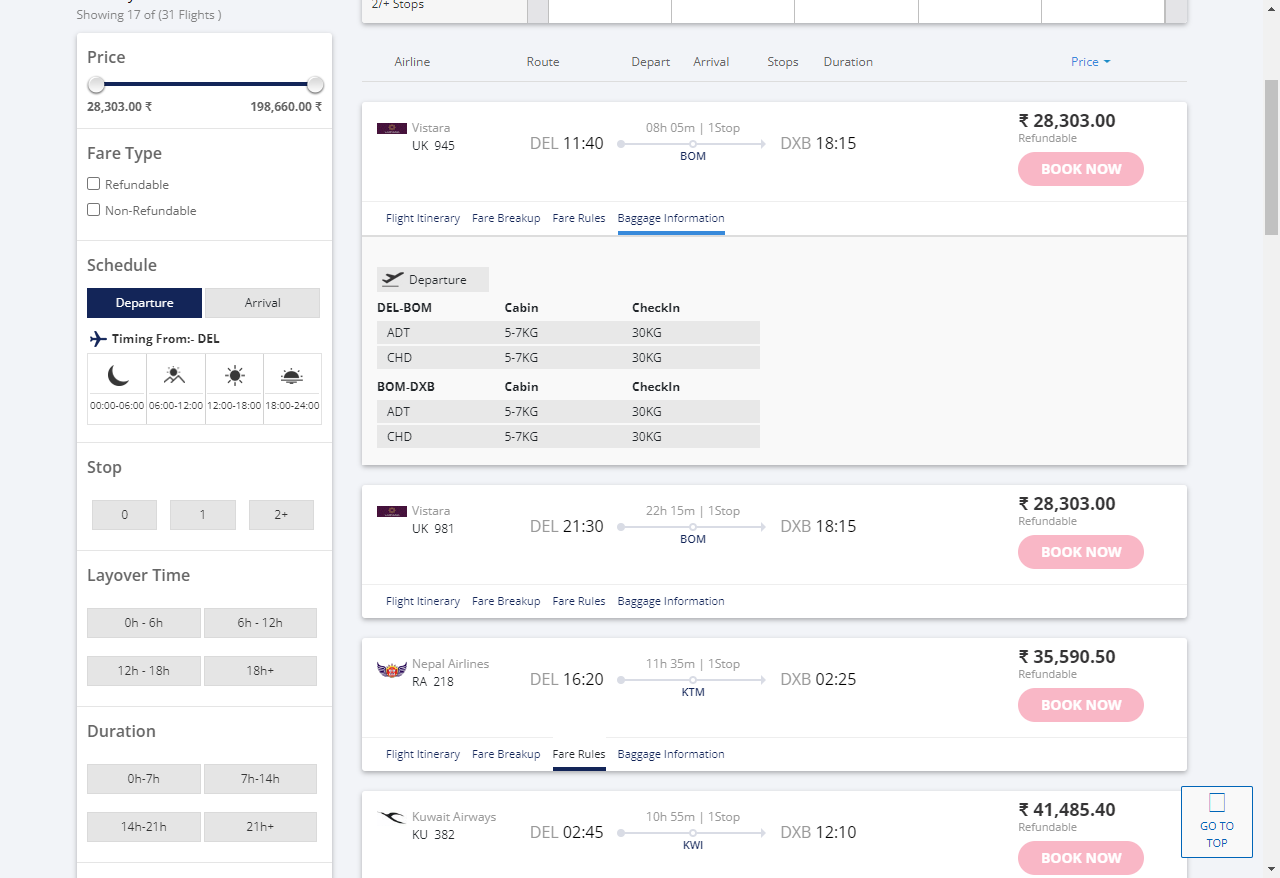 2/+ Stops
Showing 17 of (31 Flights )
Price
28,303.00 ₹ 198,660.00 ₹
Fare Type
Refundable
Non-Refundable
Schedule
Departure Arrival
Timing From:- DEL
00:00-06:00 06:00-12:00 12:00-18:00 18:00-24:00
Stop
0 1 2+
Layover Time
0h - 6h 6h - 12h
12h - 18h 18h+
Duration
0h-7h 7h-14h
14h-21h 21h+
Airline Route Depart Arrival Stops Duration Price
Vistara
UK 945
DEL 11:40
08h 05m | 1Stop
BOM
DXB 18:15
₹ 28,303.00
Refundable
BOOK NOW
Flight Itinerary Fare Breakup Fare Rules Baggage Information
Departure
DEL-BOM Cabin CheckIn
ADT 5-7KG 30KG
CHD 5-7KG 30KG
BOM-DXB Cabin CheckIn
ADT 5-7KG 30KG
CHD 5-7KG 30KG
Vistara
UK 981
DEL 21:30
22h 15m | 1Stop
BOM
DXB 18:15
₹ 28,303.00
Refundable
BOOK NOW
Flight Itinerary Fare Breakup Fare Rules Baggage Information
Nepal Airlines
RA 218
DEL 16:20
11h 35m | 1Stop
KTM
DXB 02:25
₹ 35,590.50
Refundable
BOOK NOW
Flight Itinerary Fare Breakup Fare Rules Baggage Information
Kuwait Airways
KU 382
DEL 02:45
10h 55m | 1Stop
KWI
DXB 12:10
₹ 41,485.40
Refundable
BOOK NOW
GO TO
TOP